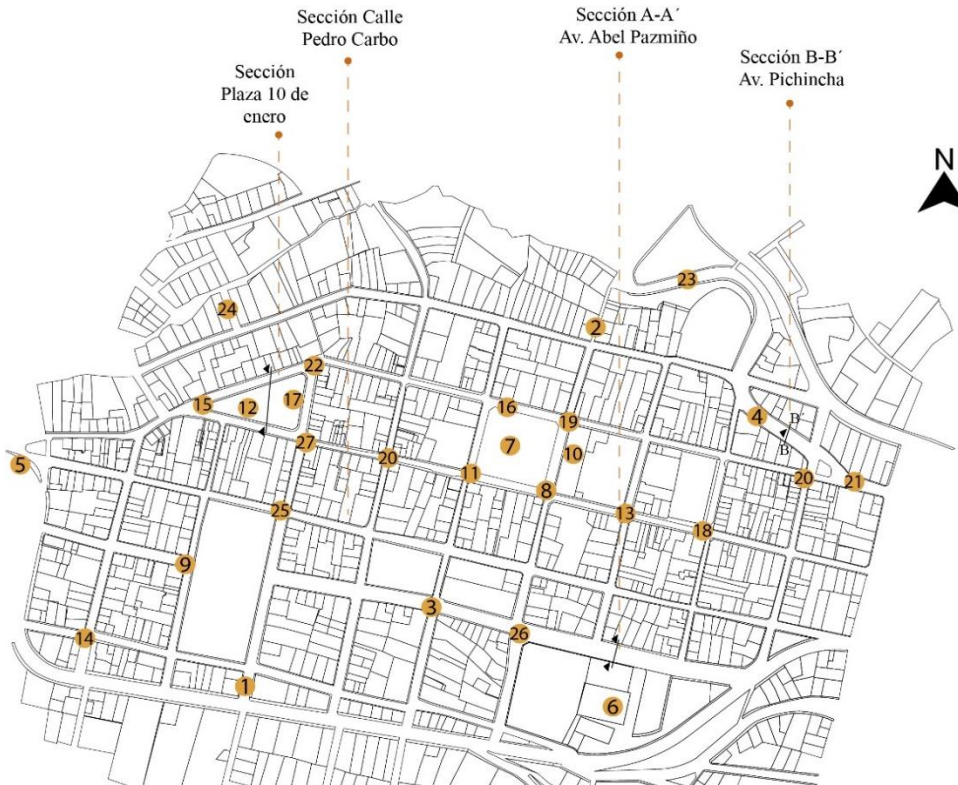 Sección Calle
Pedro Carbo
Sección A-A´
Av. Abel Pazmiño
Sección B-B´
Av. Pichincha
Sección
Plaza 10 de
enero
N
23
24
2
22
15
12
17
16
19
4
B´
B
7
10
27
20
11
5
8
20
21
25
13
18
9
3
26
14
1
6